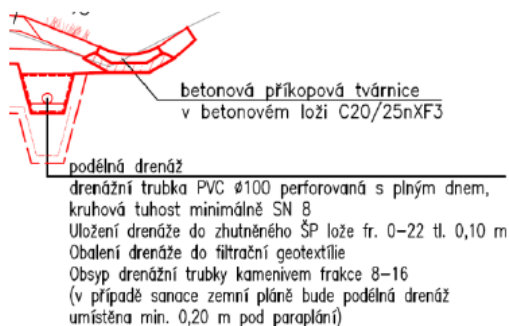 betonová příkopová tvárnice
v betonovém loži C20/25nXF3
podélná drenáž
drenážní trubka PVC ø100 perforovaná s plným dnem,
kruhová tuhost minimálně SN 8
Uložení drenáže do zhutněného ŠP lože fr. 0–22 tl. 0,10 m
Obalení drenáže do filtrační geotextílie
Obsyp drenážní trubky kamenivem frakce 8–16
(v případě sanace zemní pláně bude podélná drenáž
umístěna min. 0,20 m pod paraplání)